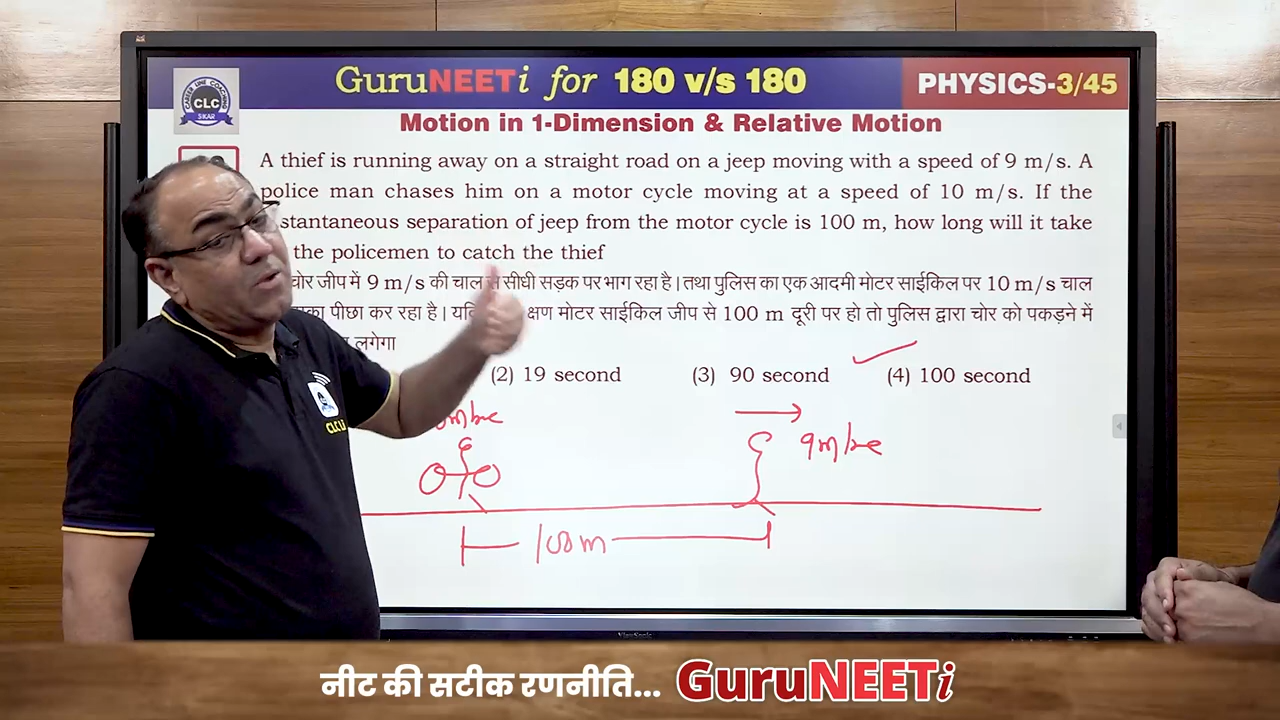 GuruNEETi for 180 v/s 180
PHYSICS-3/45
CLC
SIKAR
Motion in 1-Dimension & Relative Motion
A thief is running away on a straight road on a jeep moving with a speed of 9 m/s. A
police man chases him on a motor cycle moving at a speed of 10 m/s. If the
stantaneous separation of jeep from the motor cycle is 100 m, how long will it take
the policemen to catch the thief
चोर जीप में 9 m/s की चाल से सीधी सड़क पर भाग रहा है। तथा पुलिस का एक आदमी मोटर साईकिल पर 10 m/s चाल
पीछा कर रहा है। क्षण मोटर साईकिल जीप से 100 m दूरी पर हो तो पुलिस द्वारा चोर को पकड़ने में
लगेगा
(2) 19 second (3) 90 second (4) 100 second
9m/sec
100m
CLC
ViewSonic
नीट की सटीक रणनीति... GuruNEETi